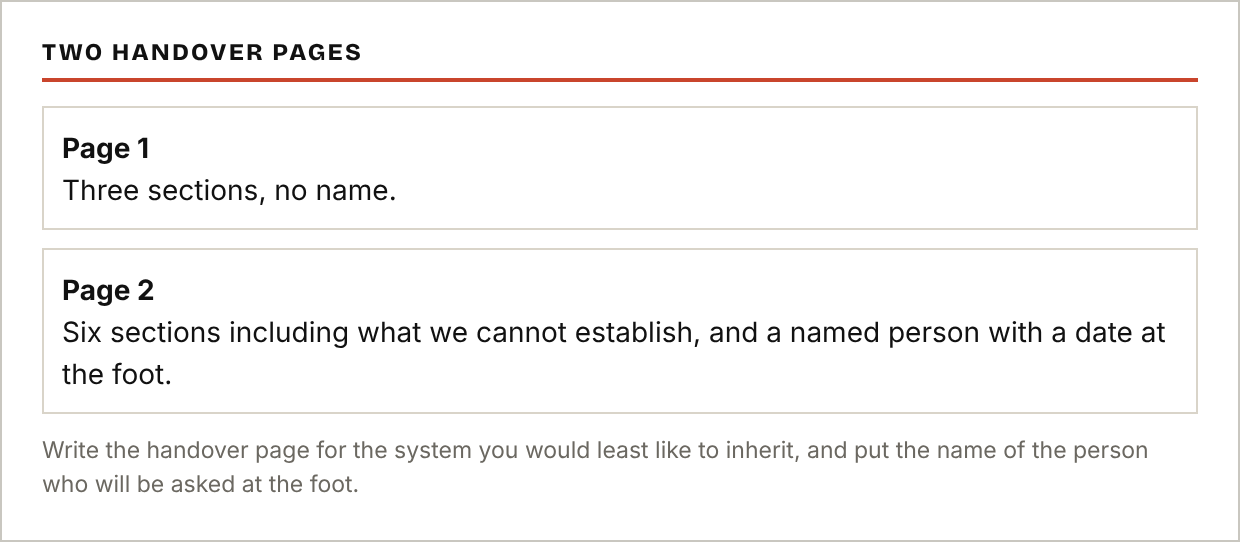 TWO HANDOVER PAGES
Page 1
Three sections, no name.
Page 2
Six sections including what we cannot establish, and a named person with a date at
the foot.
Write the handover page for the system you would least like to inherit, and put the name of the person
who will be asked at the foot.